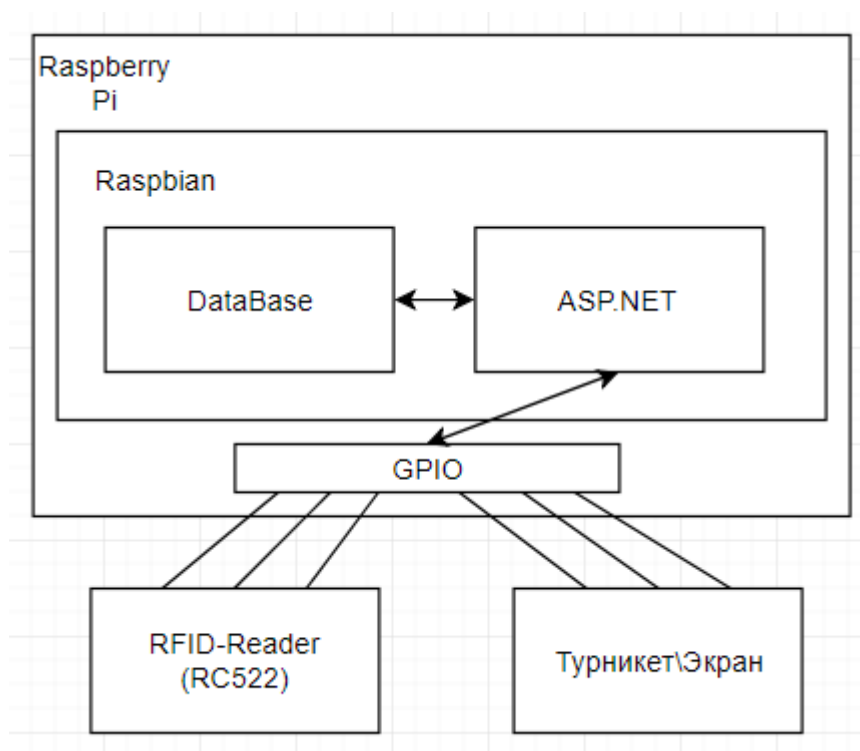 Raspberry
Pi
Raspbian
DataBase
ASP.NET
GPIO
RFID-Reader
(RC522)
Турникет\Экран